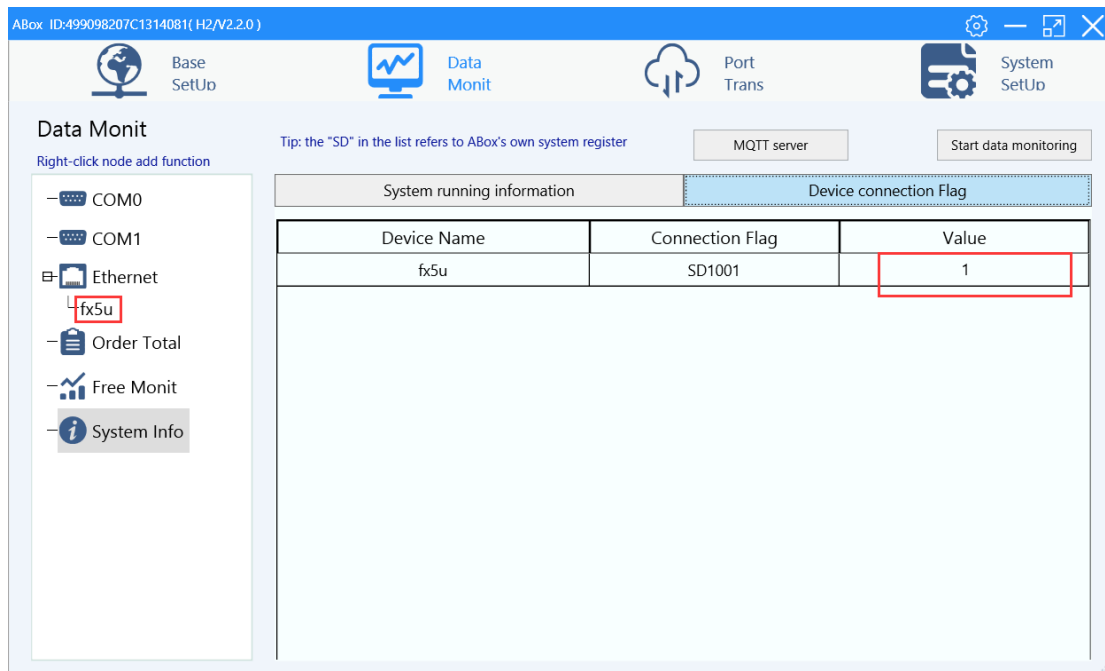 ABox ID:499098207C1314081( H2/V2.2.0 )
Base
SetUp
Data
Monit
Port
Trans
System
SetUp
Data Monit
Right-click node add function
Tip: the "SD" in the list refers to ABox's own system register
MQTT server
Start data monitoring
COM0
COM1
Ethernet
fx5u
Order Total
Free Monit
System Info
System running information
Device connection Flag
Device Name Connection Flag Value
fx5u SD1001 1